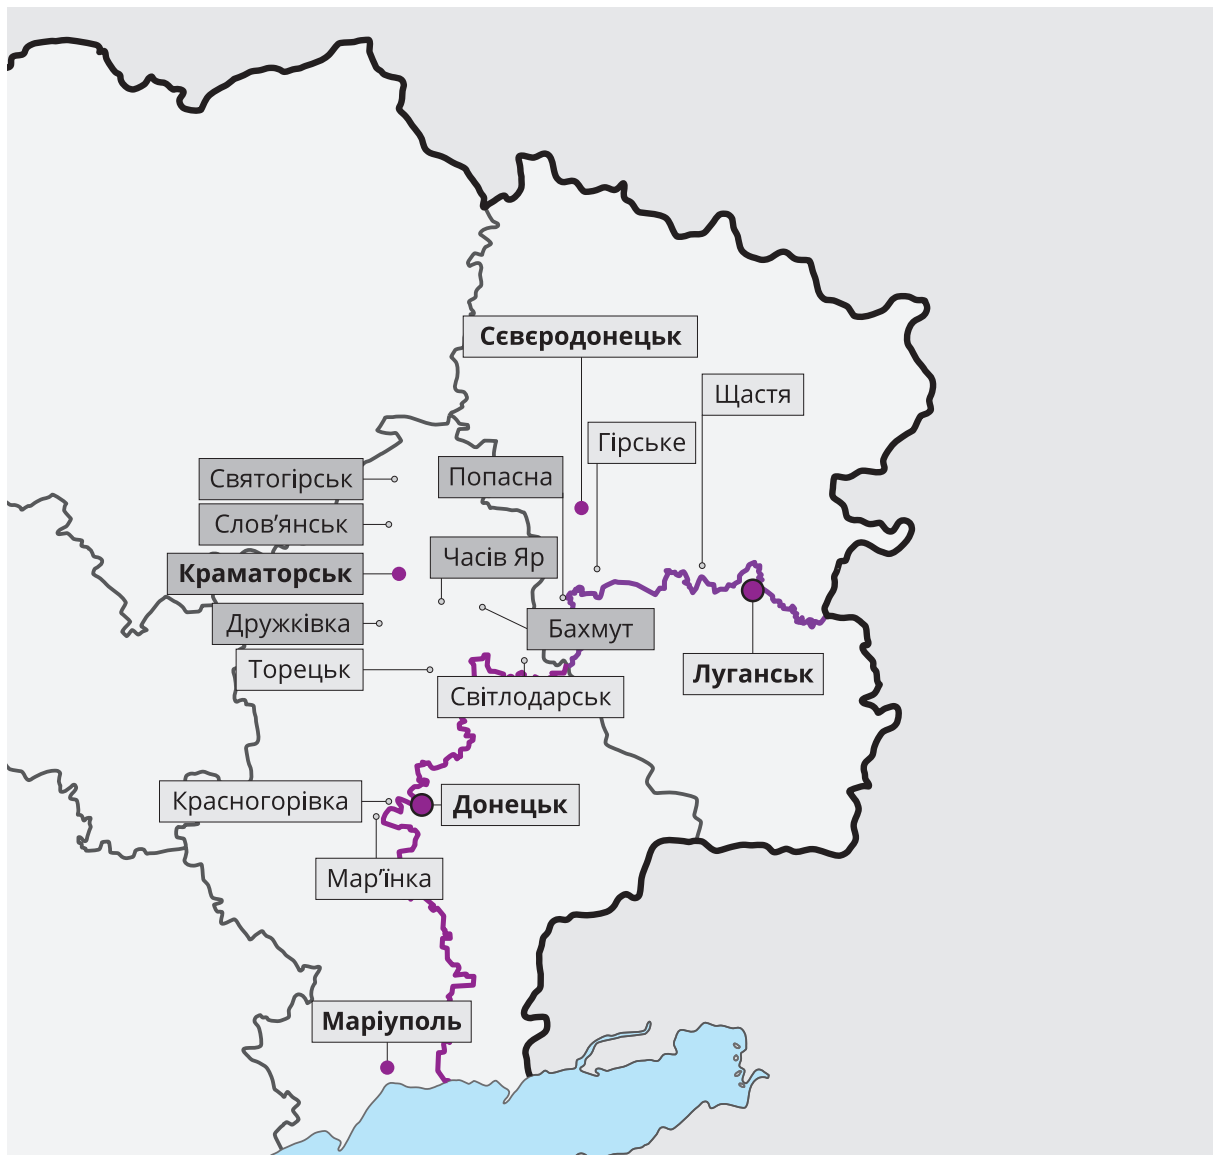 Сєвєродонецьк
Щастя
Гірське
Святогірськ
Попасна
Слов’янськ
Часів Яр
Краматорськ
Дружківка
Бахмут
Торецьк
Луганськ
Світлодарськ
Красногорівка
Донецьк
Мар’їнка
Маріуполь